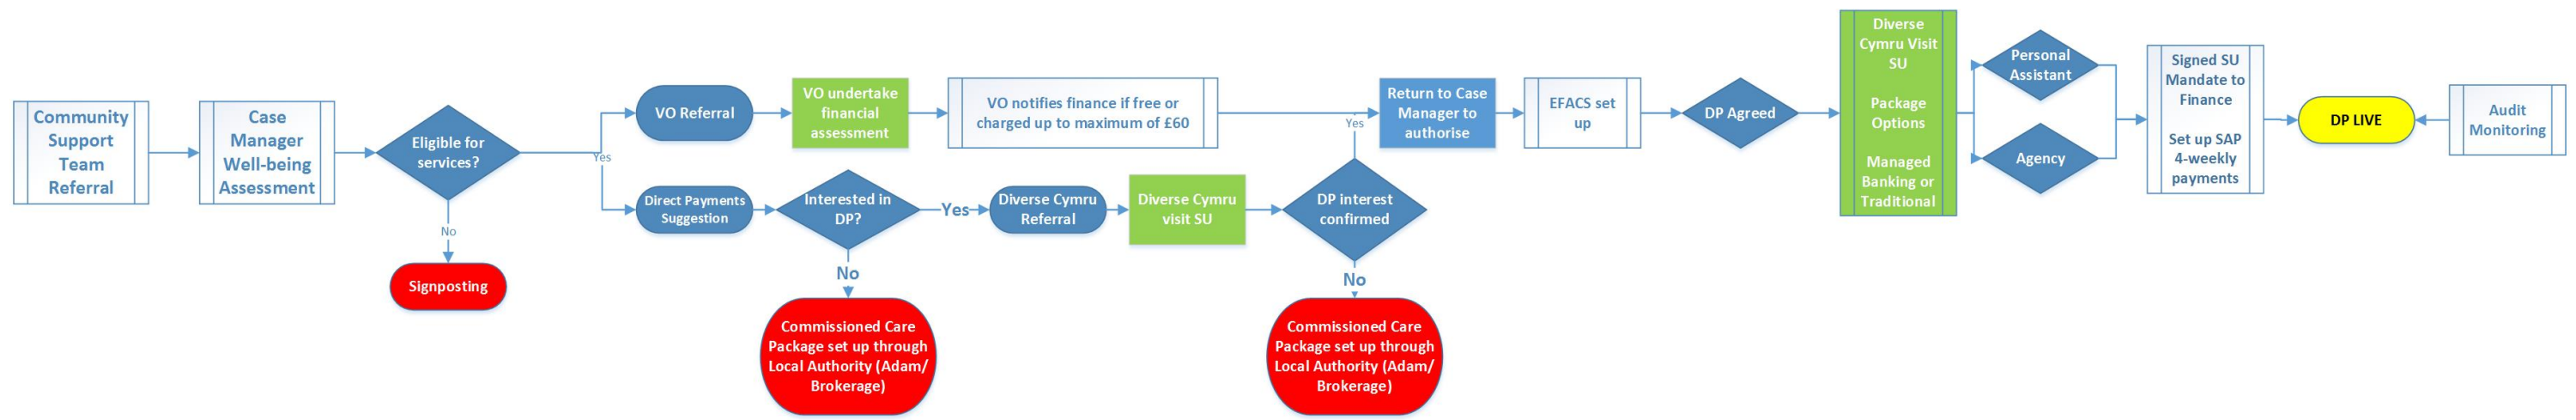 Community
Support
Team
Referral
Case
Manager
Well-being
Assessment
Eligible for
services?
No
Signposting
Yes
VO Referral
VO undertake
financial
assessment
VO notifies finance if free or
charged up to maximum of £60
Direct Payments
Suggestion
Interested in
DP?
No
Commissioned Care
Package set up through
Local Authority (Adam/
Brokerage)
Yes
Diverse Cymru
Referral
Diverse Cymru
visit SU
DP interest
confirmed
No
Commissioned Care
Package set up through
Local Authority (Adam/
Brokerage)
Yes
Return to Case
Manager to
authorise
EFACS set
up
DP Agreed
Diverse
Cymru Visit
SU
Package
Options
Managed
Banking or
Traditional
Personal
Assistant
Agency
Signed SU
Mandate to
Finance
Set up SAP
4-weekly
payments
DP LIVE
Audit
Monitoring